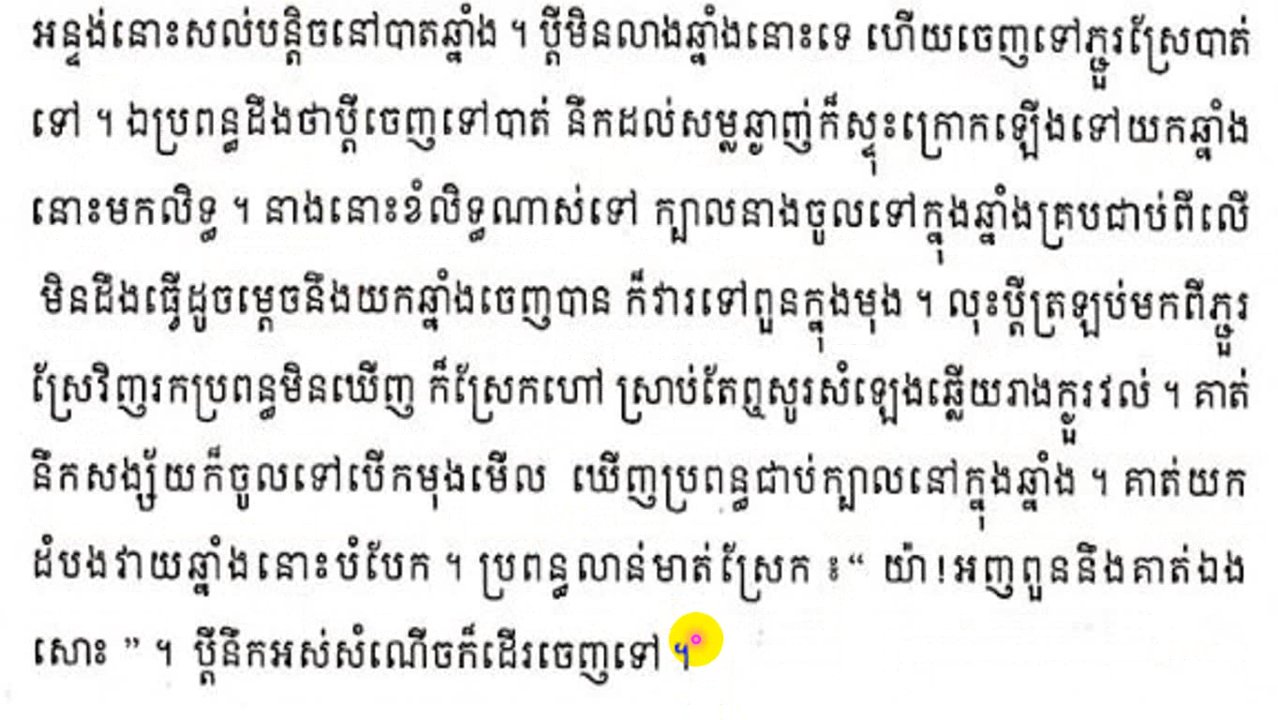 អន្ទង់នោះសល់បន្តិចនៅបាតឆ្នាំង ។ ប្ដីមិនលាងឆ្នាំងនោះទេ ហើយចេញទៅភ្ជួរស្រែបាត់
ទៅ ។ ឯប្រពន្ធដឹងថាប្ដីចេញទៅបាត់ នឹកដល់សម្លឆ្ងាញ់ក៏ស្ទុះក្រោកឡើងទៅយកឆ្នាំង
នោះមកលិទ្ធ ។ នាងនោះខំលិទ្ធណាស់ទៅ ក្បាលនាងចូលទៅក្នុងឆ្នាំងគ្របជាប់ពីលើ
មិនដឹងធ្វើដូចម្ដេចនឹងយកឆ្នាំងចេញបាន ក៏វារទៅពួនក្នុងមុង ។ លុះប្ដីត្រឡប់មកពីភ្ជួរ
ស្រែវិញរកប្រពន្ធមិនឃើញ ក៏ស្រែកហៅ ស្រាប់តែឮសូរសំឡេងឆ្លើយរាងក្លួរវល់ ។ គាត់
នឹកសង្ស័យក៏ចូលទៅបើកមុងមើល ឃើញប្រពន្ធជាប់ក្បាលនៅក្នុងឆ្នាំង ។ គាត់យក
ដំបងវាយឆ្នាំងនោះបំបែក ។ ប្រពន្ធលាន់មាត់ស្រែក ៖“ យ៉ា!អញពួននឹងគាត់ឯង
សោះ ” ។ ប្ដីនឹកអស់សំណើចក៏ដើរចេញទៅ ។